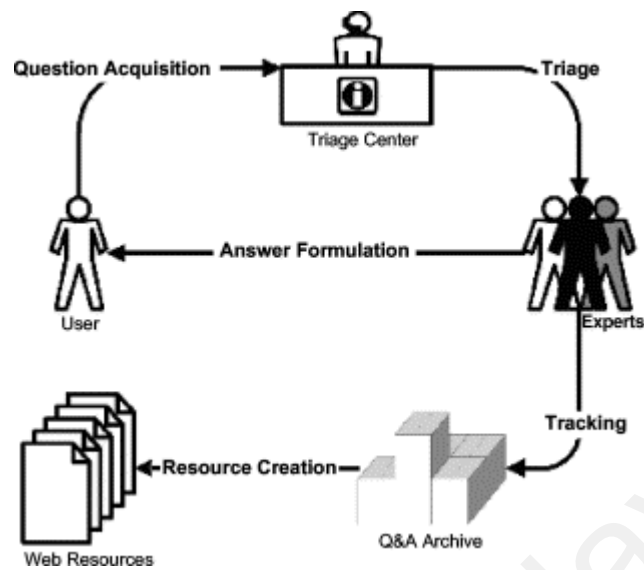 Question Acquisition
Triage
Triage Center
Answer Formulation
User
Experts
Tracking
Resource Creation
Q&A Archive
Web Resources